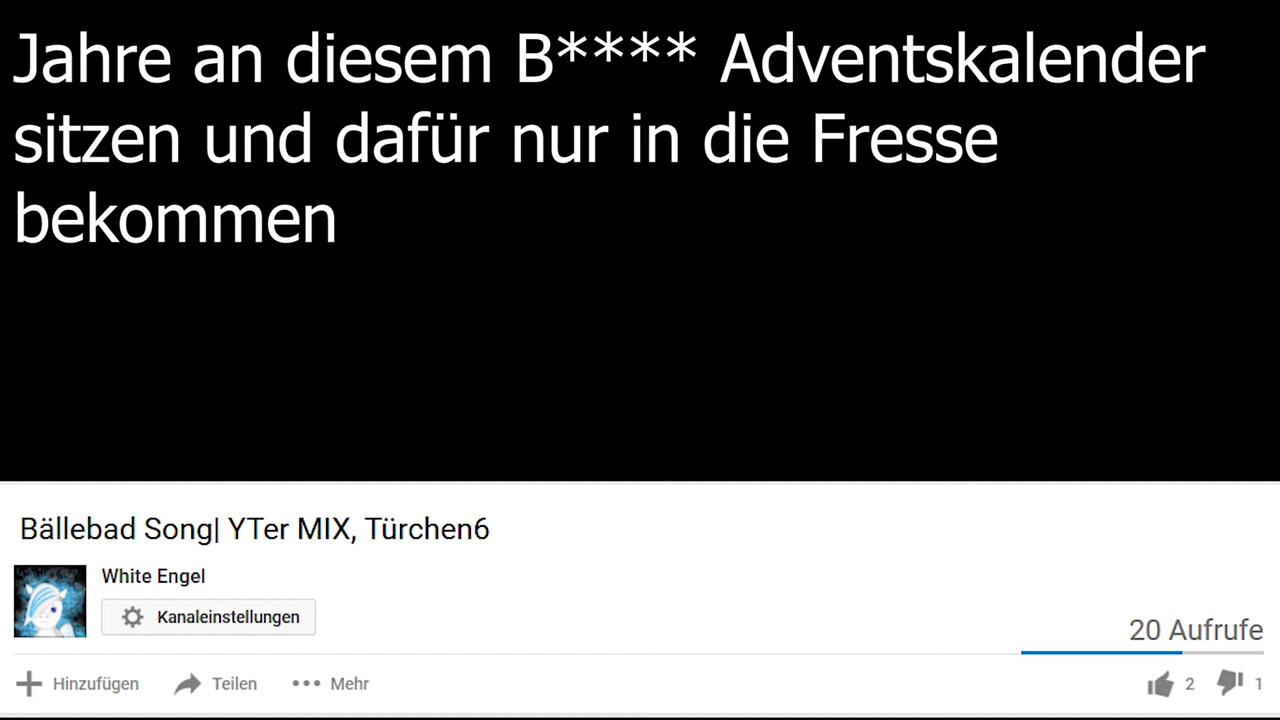 Jahre an diesem B**** Adventskalender
sitzen und dafür nur in die Fresse
bekommen
Bällebad Song| YTer MIX, Türchen6
White Engel
Kanaleinstellungen
20 Aufrufe
Hinzufügen Teilen Mehr 2 1